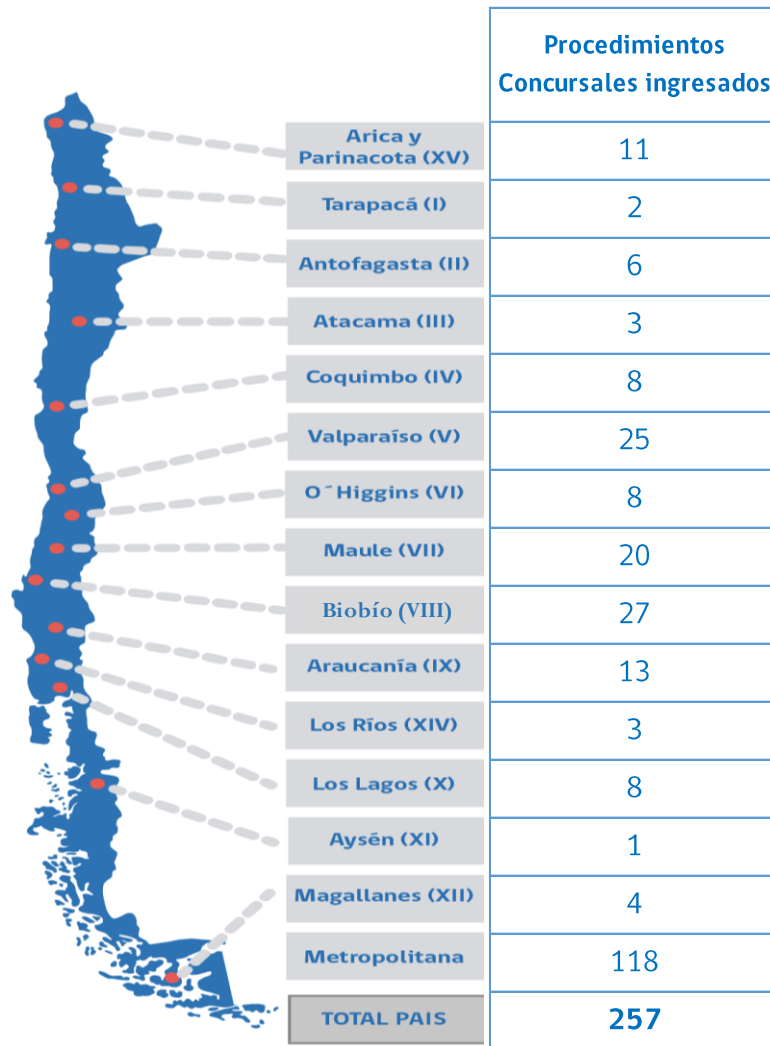 Procedimientos
Concursales ingresados
Arica y
Parinacota (XV)
11
Tarapacá (I)
2
Antofagasta (II)
6
Atacama (III)
3
Coquimbo (IV)
8
Valparaíso (V)
25
O´Higgins (VI)
8
Maule (VII)
20
Biobío (VIII)
27
Araucanía (IX)
13
Los Ríos (XIV)
3
Los Lagos (X)
8
Aysén (XI)
1
Magallanes (XII)
4
Metropolitana
118
TOTAL PAIS
257